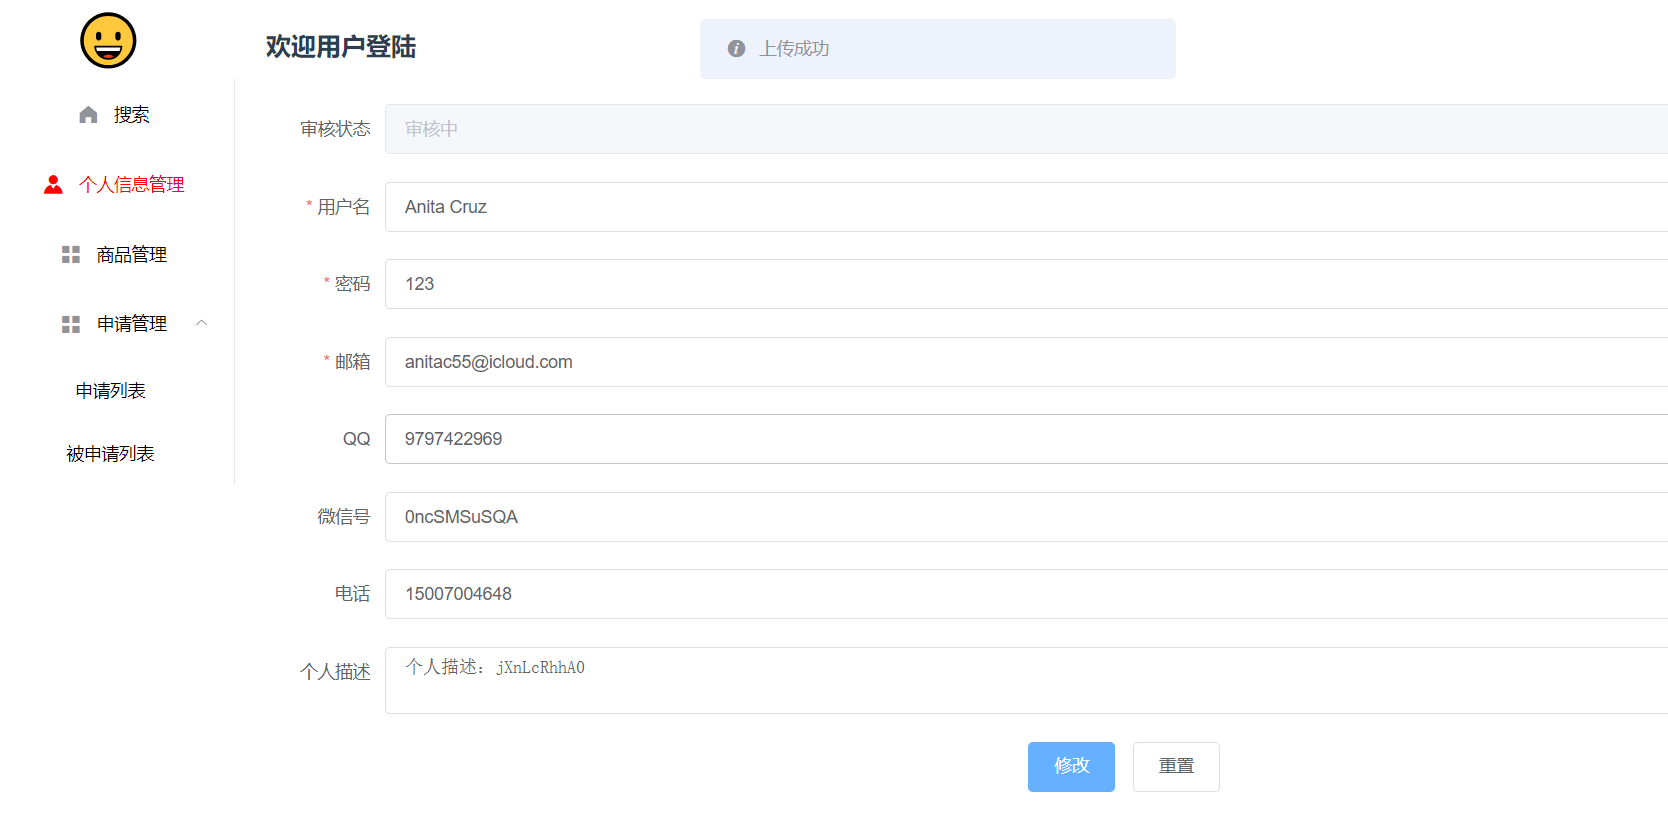 欢迎用户登陆
上传成功
搜索
个人信息管理
商品管理
申请管理
申请列表
被申请列表
审核状态 审核中
* 用户名 Anita Cruz
* 密码 123
* 邮箱 anitac55@icloud.com
QQ 9797422969
微信号 0ncSMSuSQA
电话 15007004648
个人描述 个人描述：jXnLcRhhA0
修改 重置